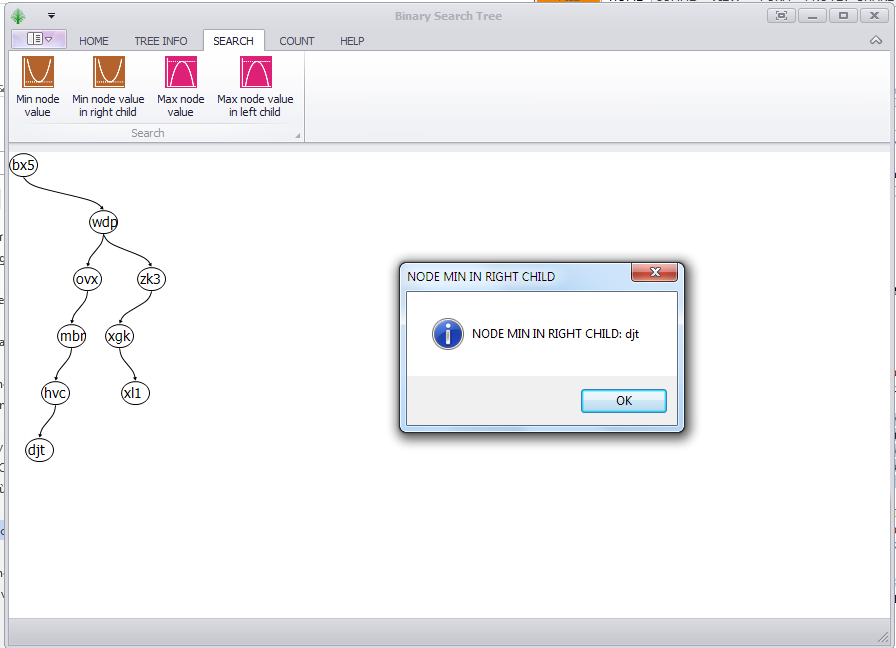 Binary Search Tree
HOME TREE INFO SEARCH COUNT HELP
Min node value
Min node value in right child
Max node value
Max node value in left child
Search
bx5
wdp
ovx
zk3
mbr
xgk
hvc
xl1
djt
NODE MIN IN RIGHT CHILD
NODE MIN IN RIGHT CHILD: djt
OK